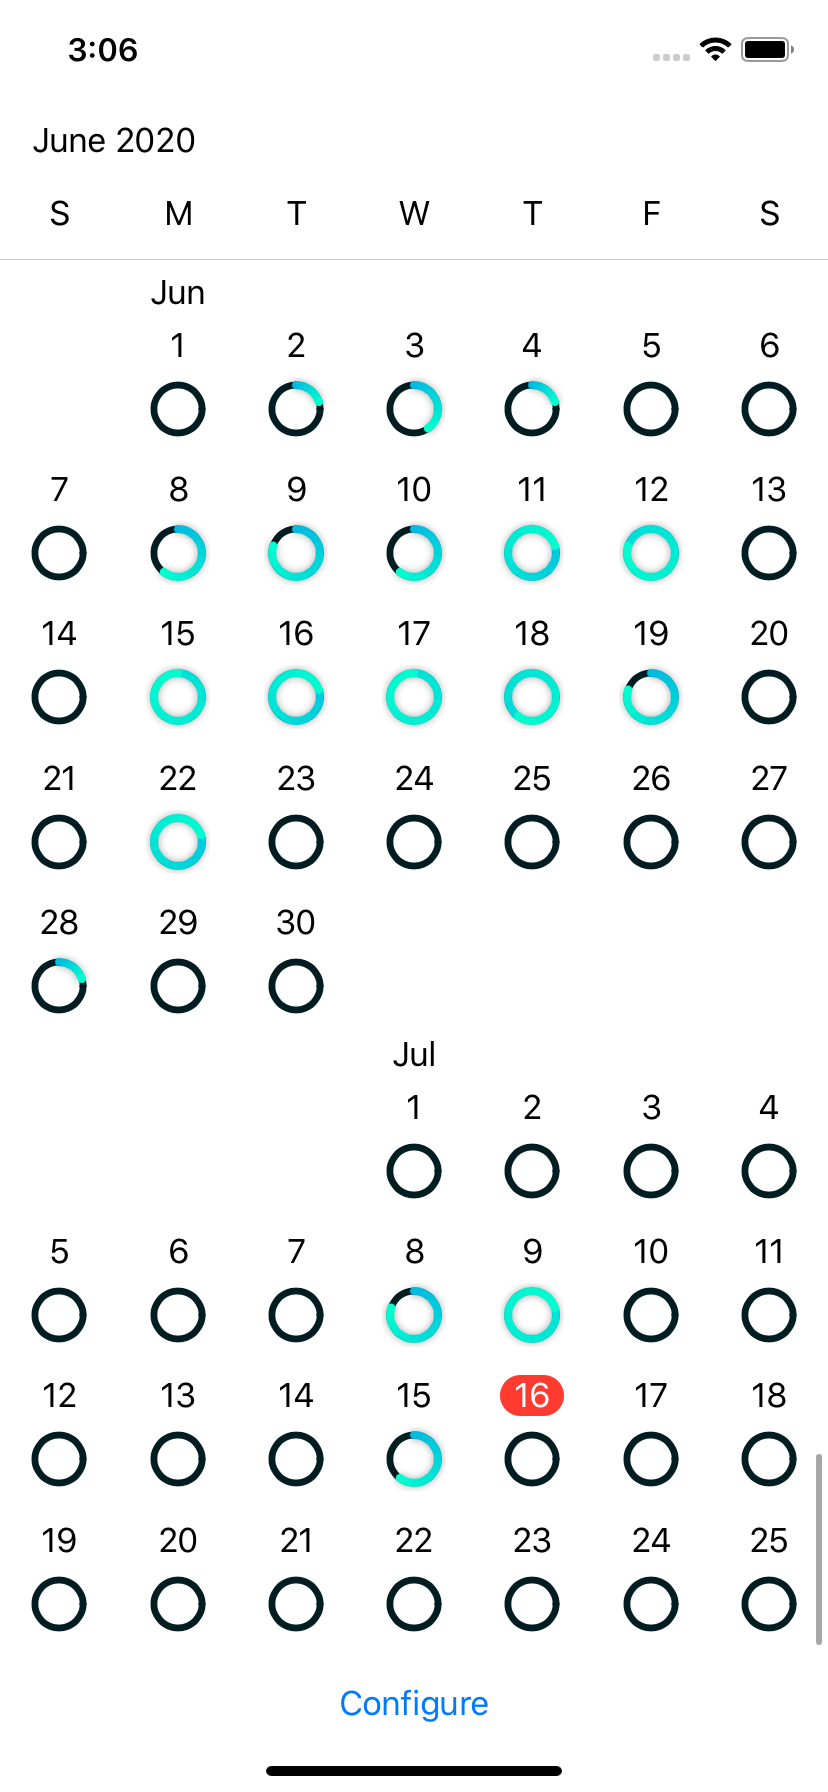 3:06
June 2020
S M T W T F S
Jun
1 2 3 4 5 6
7 8 9 10 11 12 13
14 15 16 17 18 19 20
21 22 23 24 25 26 27
28 29 30
Jul
1 2 3 4
5 6 7 8 9 10 11
12 13 14 15 16 17 18
19 20 21 22 23 24 25
Configure